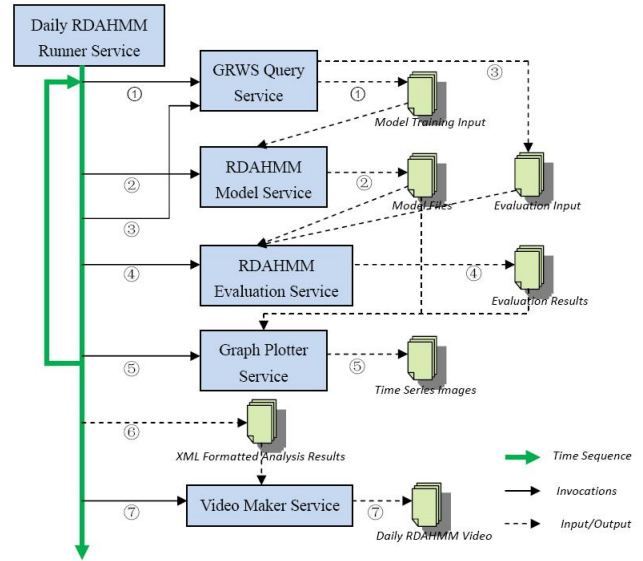 Daily RDAHMM
Runner Service
GRWS Query
Service
①
①
③
Model Training Input
RDAHMM
Model Service
②
②
③
Model Files
Evaluation Input
RDAHMM
Evaluation Service
④
④
Evaluation Results
Graph Plotter
Service
⑤
⑤
Time Series Images
⑥
XML Formatted Analysis Results
Time Sequence
Invocations
Video Maker Service
⑦
⑦
Input/Output
Daily RDAHMM Video